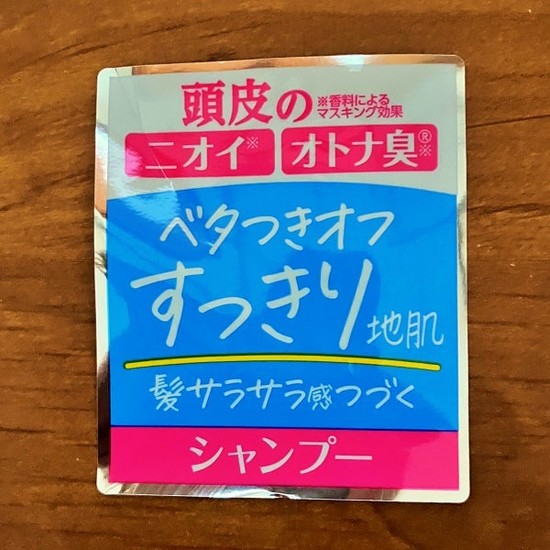 頭皮の
※香料による
マスキング効果
ニオイ※
オトナ臭®※
ベタつきオフ
すっきり地肌
髪サラサラ感つづく
シャンプー